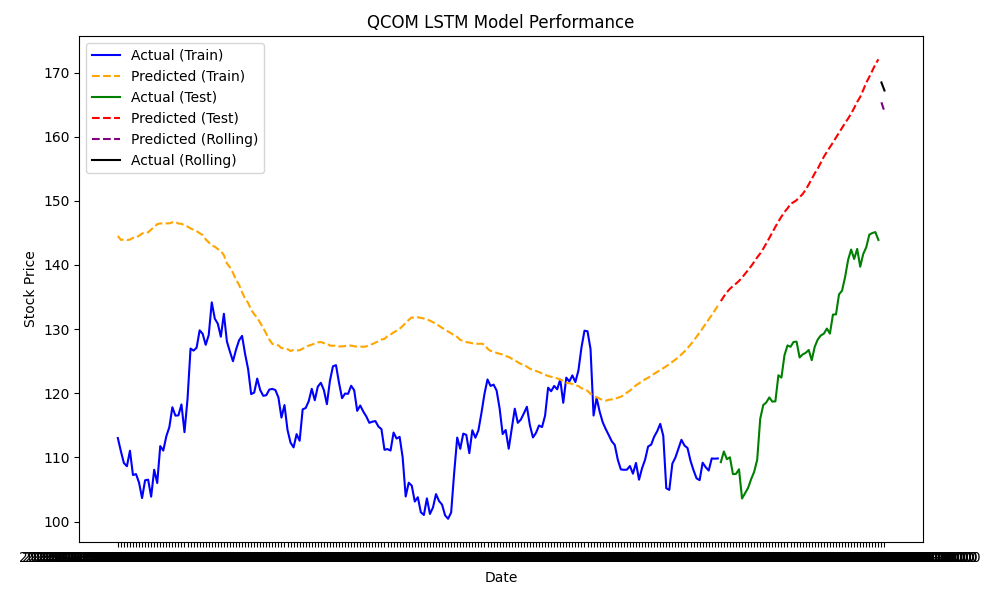 QCOM LSTM Model Performance
Actual (Train)
Predicted (Train)
Actual (Test)
Predicted (Test)
Predicted (Rolling)
Actual (Rolling)
Stock Price
170
160
150
140
130
120
110
100
Date